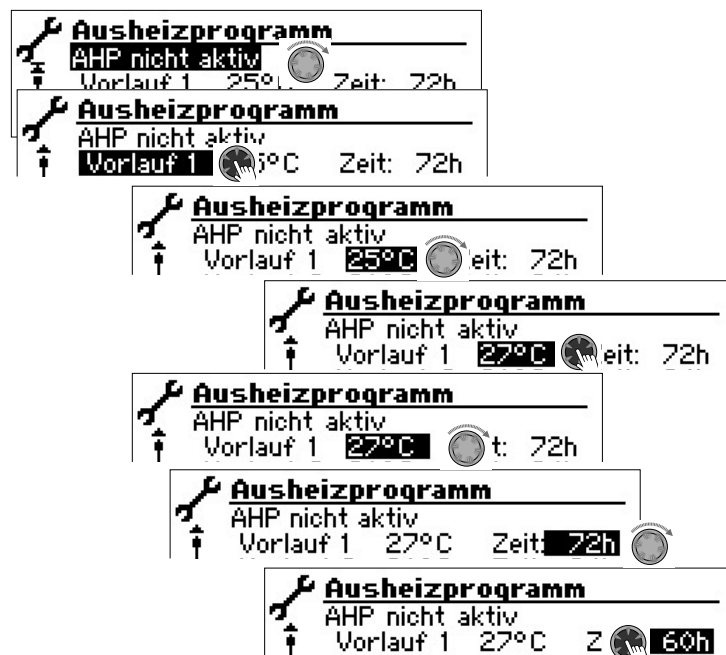 Ausheizprogramm
AHP nicht aktiv
Vorlauf 1 25° Zeit: 72h
Ausheizprogramm
AHP nicht aktiv
Vorlauf 1 5°C Zeit: 72h
Ausheizprogramm
AHP nicht aktiv
Vorlauf 1 25°C eit: 72h
Ausheizprogramm
AHP nicht aktiv
Vorlauf 1 27°C eit: 72h
Ausheizprogramm
AHP nicht aktiv
Vorlauf 1 27°C t: 72h
Ausheizprogramm
AHP nicht aktiv
Vorlauf 1 27°C Zeit: 72h
Ausheizprogramm
AHP nicht aktiv
Vorlauf 1 27°C Z 60h